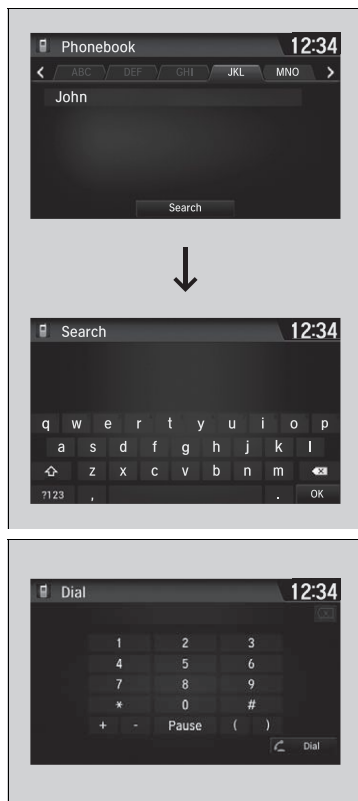 Phonebook 12:34
< ABC DEF GHI JKL MNO >
John
Search
Search 12:34
q w e r t y u i o p
a s d f g h j k l
z x c v b n m
?123 , . OK
Dial 12:34
1 2 3
4 5 6
7 8 9
* 0 #
+ - Pause ( )
Dial